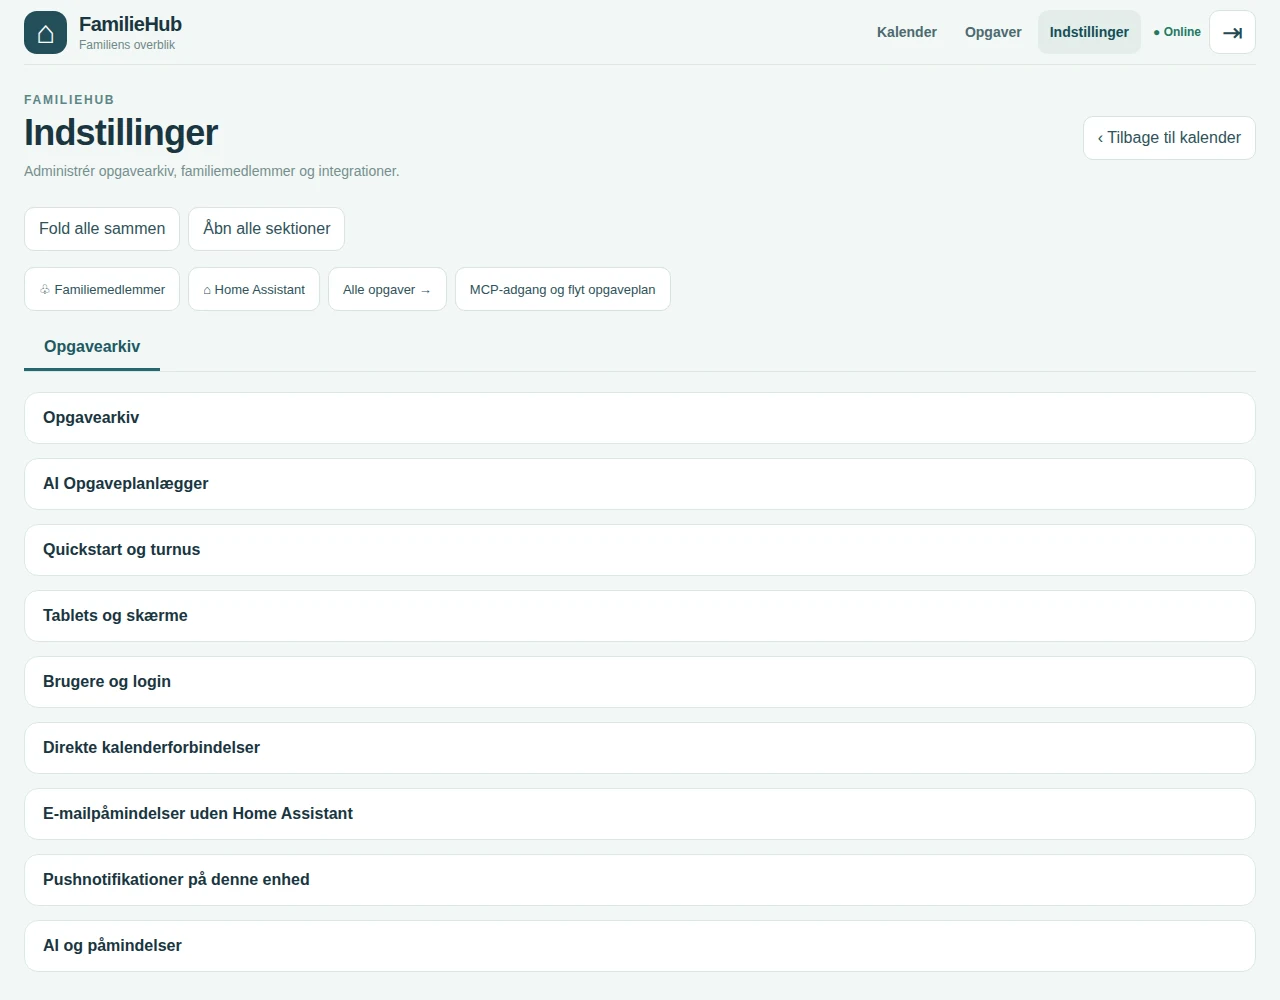 FamilieHub
Familiens overblik
Kalender
Opgaver
Indstillinger
● Online
⇥
FAMILIEHUB
Indstillinger
Administrér opgavearkiv, familiemedlemmer og integrationer.
‹ Tilbage til kalender
Fold alle sammen
Åbn alle sektioner
♧ Familiemedlemmer
⌂ Home Assistant
Alle opgaver →
MCP-adgang og flyt opgaveplan
Opgavearkiv
Opgavearkiv
AI Opgaveplanlægger
Quickstart og turnus
Tablets og skærme
Brugere og login
Direkte kalenderforbindelser
E-mailpåmindelser uden Home Assistant
Pushnotifikationer på denne enhed
AI og påmindelser